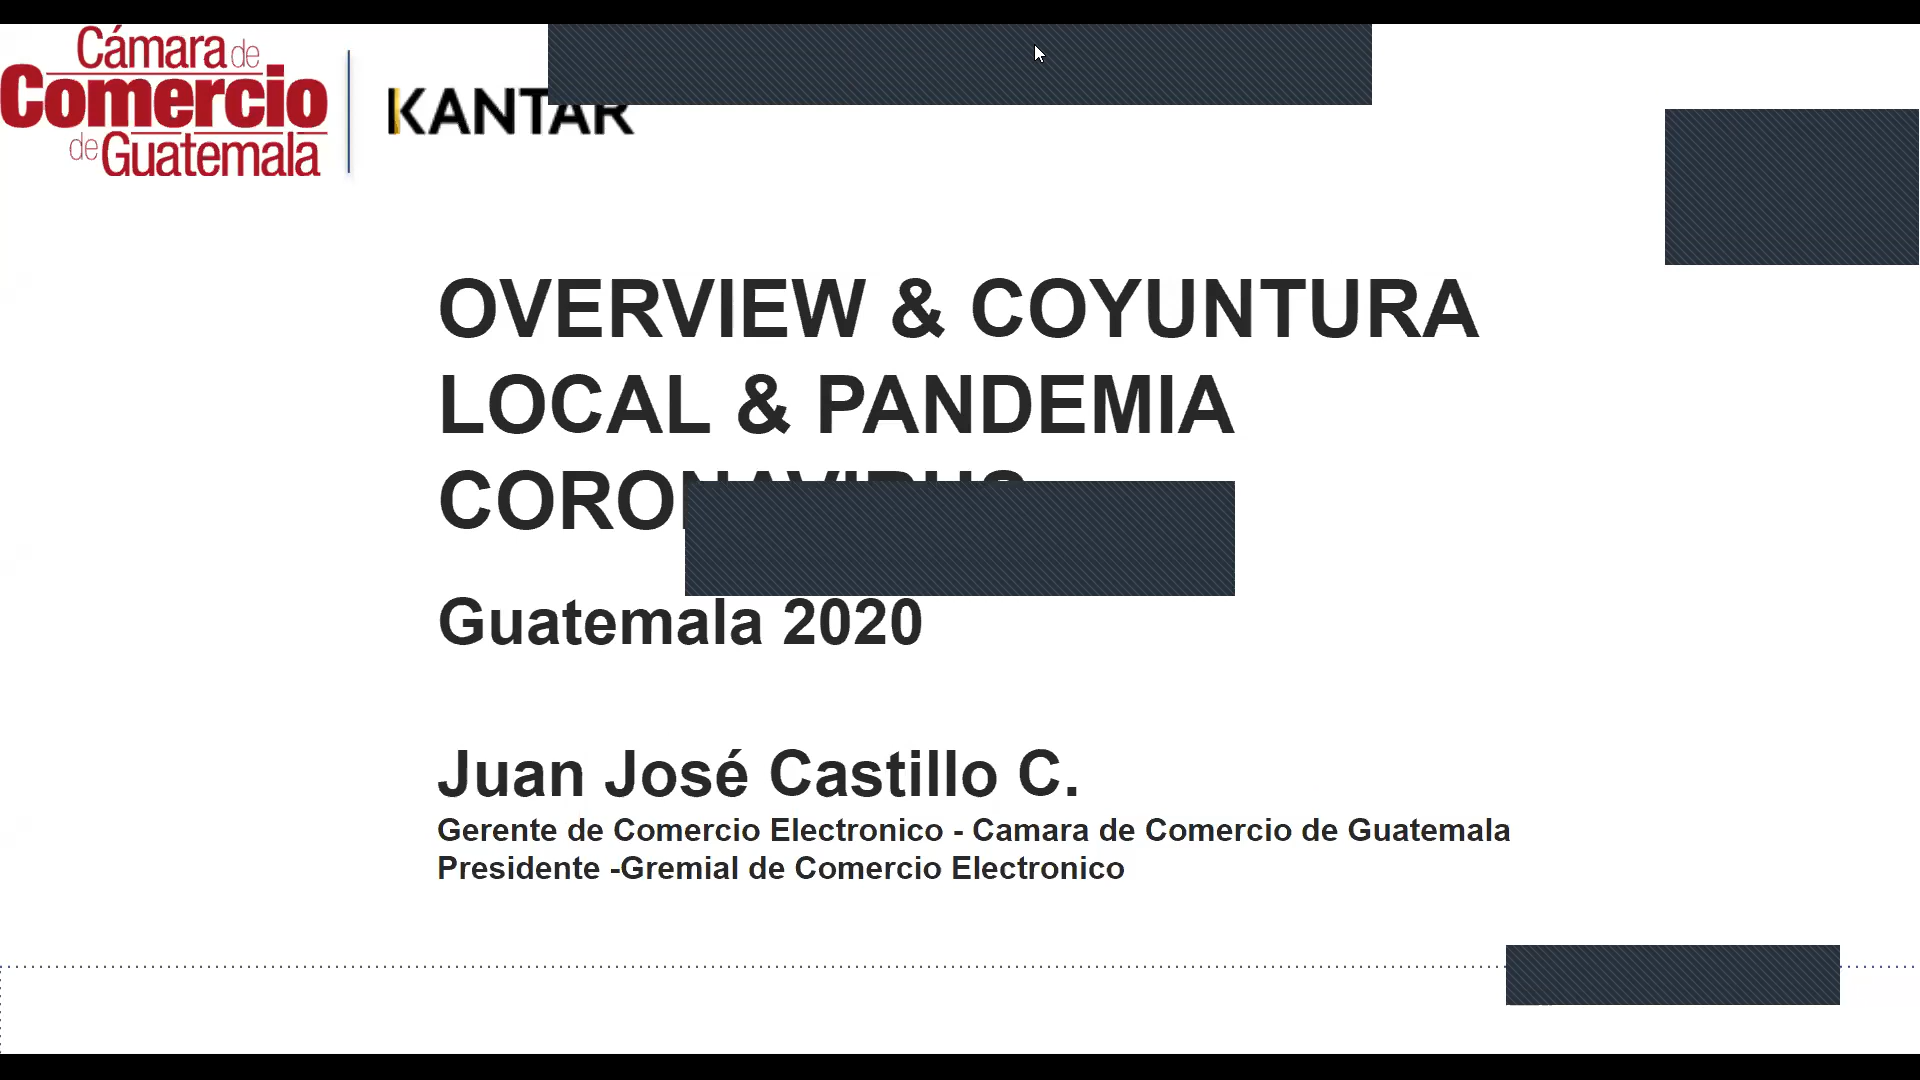 Cámara de
Comercio
de Guatemala
KANTAR
OVERVIEW & COYUNTURA
LOCAL & PANDEMIA
CORONAVIRUS
Guatemala 2020
Juan José Castillo C.
Gerente de Comercio Electronico - Camara de Comercio de Guatemala
Presidente -Gremial de Comercio Electronico